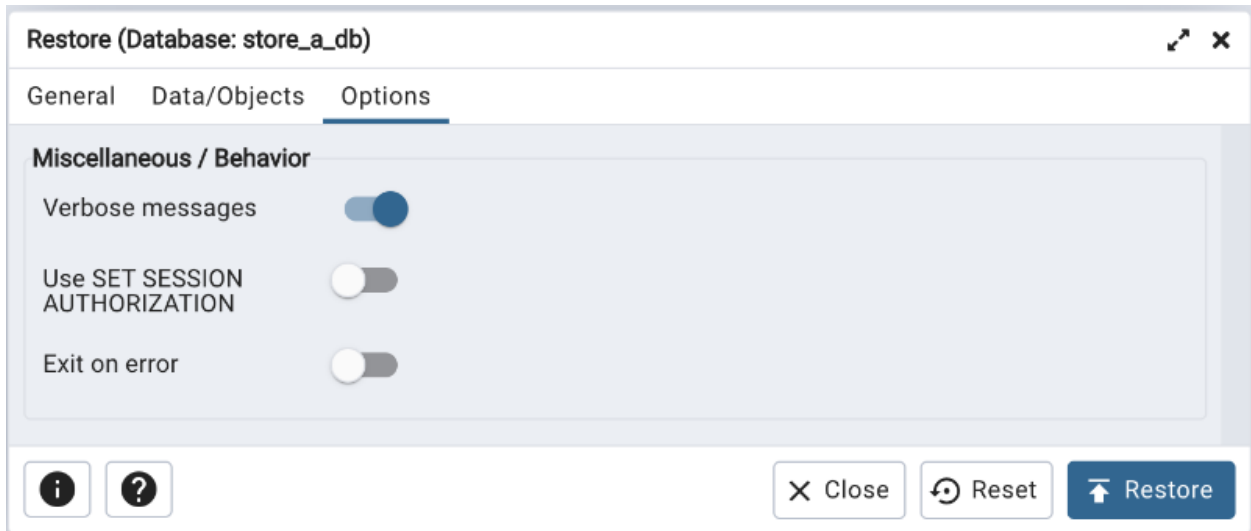 Restore (Database: store_a_db)
General Data/Objects Options
Miscellaneous / Behavior
Verbose messages
Use SET SESSION
AUTHORIZATION
Exit on error
Close Reset Restore